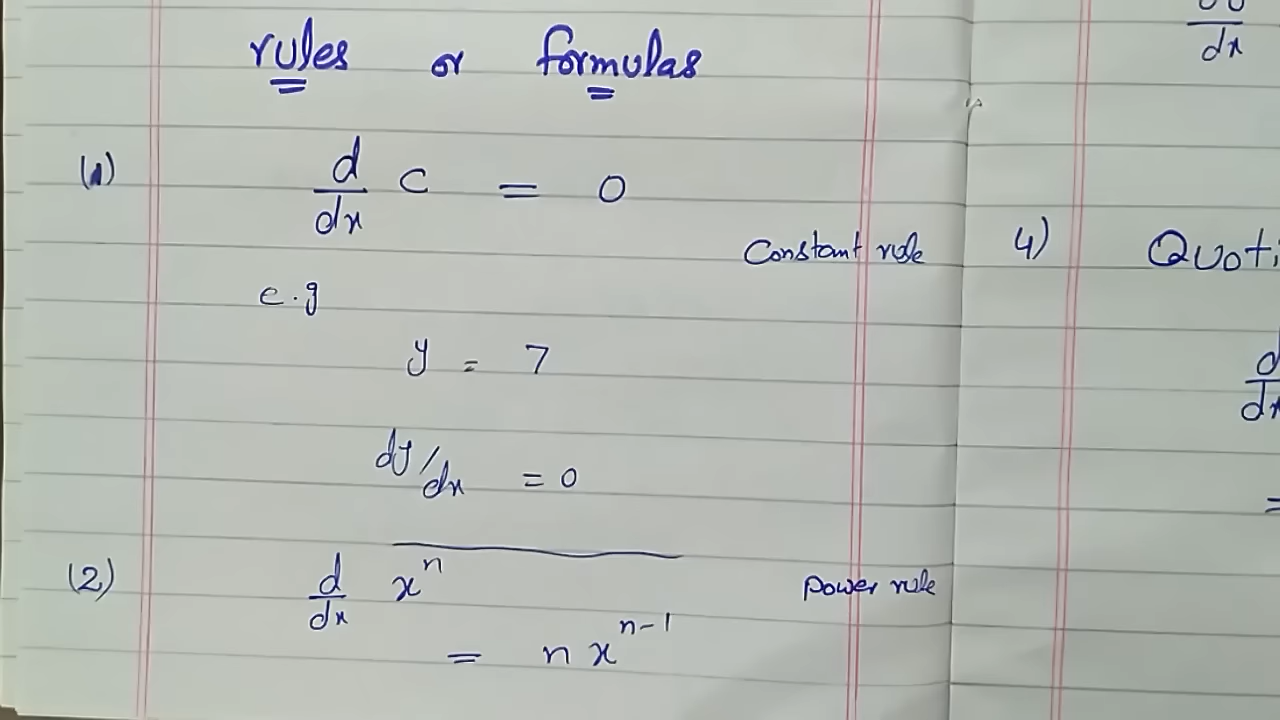 rules or formulas
(1) d/dx c = 0
Constant rule
e.g
y = 7
dy/dx = 0
(2) d/dx x^n
power rule
= n x^{n-1}
dx
4)
d/dx
=